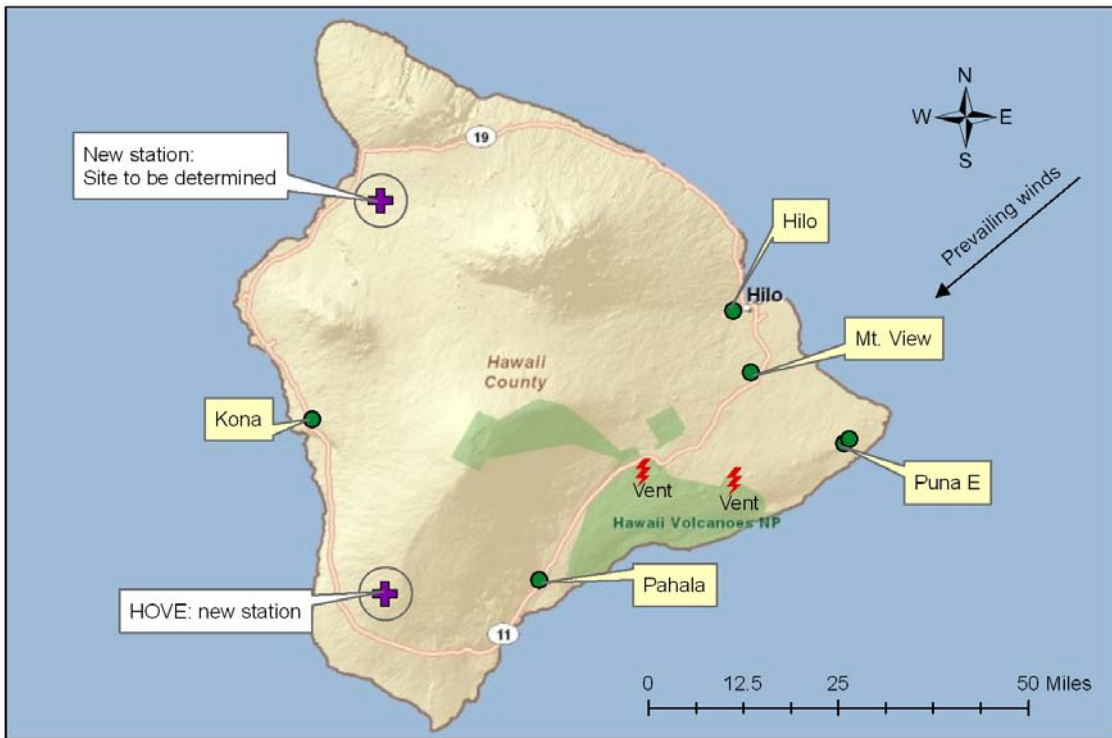 N
W E
S
19
New station:
Site to be determined
Prevailing winds
Hilo
Hilo
Mt. View
Hawaii
County
Kona
Puna E
Vent
Vent
Hawaii Volcanoes NP
Pahala
HOVE: new station
11
0 12.5 25 50 Miles